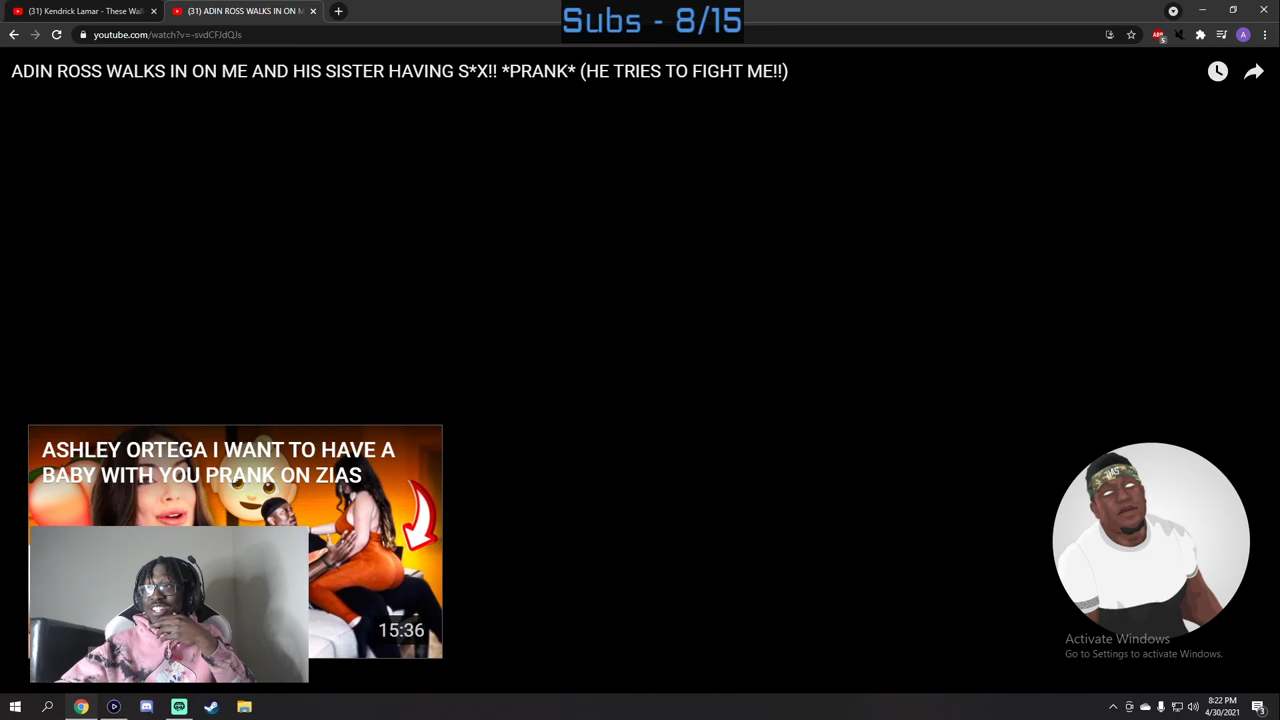 Subs - 8/15
(31) Kendrick Lamar - These Wal
(31) ADIN ROSS WALKS IN ON M
youtube.com/watch?v=-svdCFJdQJs
ADIN ROSS WALKS IN ON ME AND HIS SISTER HAVING S*X!! *PRANK* (HE TRIES TO FIGHT ME!!)
ASHLEY ORTEGA I WANT TO HAVE A
BABY WITH YOU PRANK ON ZIAS
15:36
Activate Windows
Go to Settings to activate Windows.
8:22 PM
4/30/2021